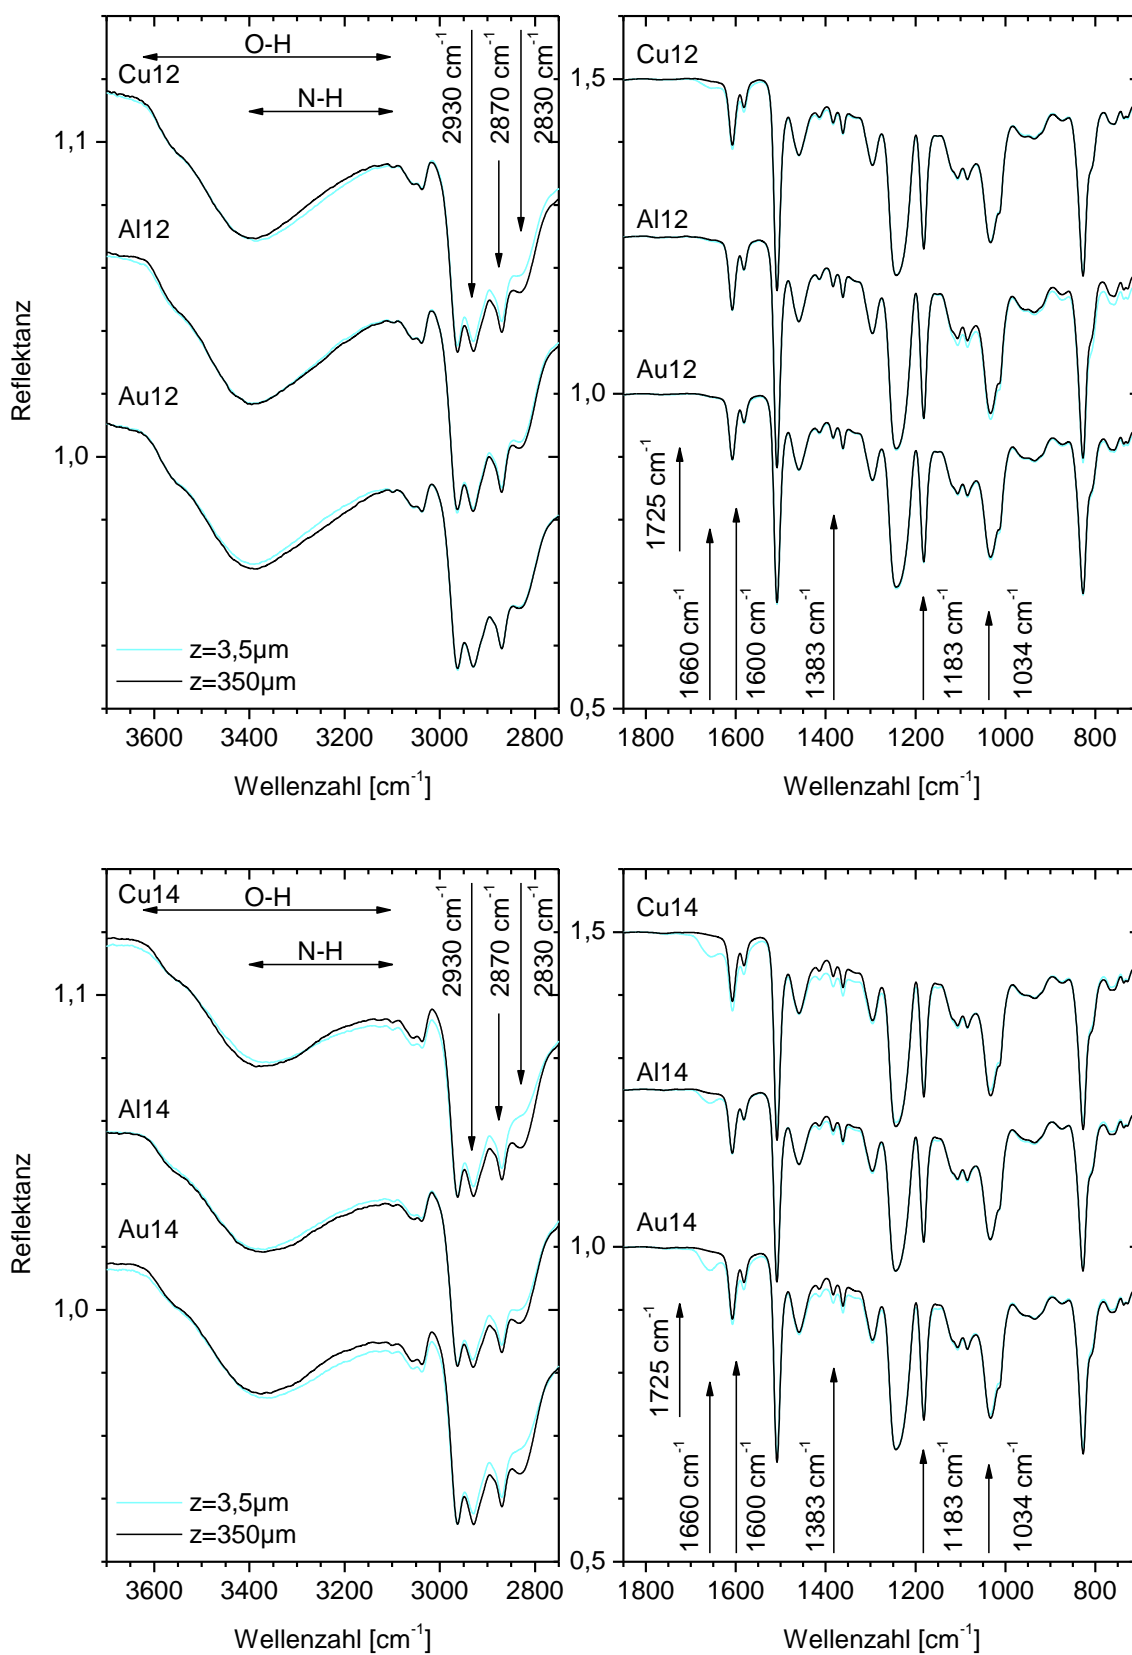 O-H
Cu12
N-H
2930 cm-1
2870 cm-1
2830 cm-1
1,1
Al12
Au12
1,0
Reflektanz
z=3,5µm
z=350µm
3600 3400 3200 3000 2800
Wellenzahl [cm-1]
Cu12
1,5
Al12
Au12
1,0
1725 cm-1
1660 cm-1
1600 cm-1
1383 cm-1
1183 cm-1
1034 cm-1
0,5
1800 1600 1400 1200 1000 800
Wellenzahl [cm-1]
Cu14
O-H
N-H
2930 cm-1
2870 cm-1
2830 cm-1
1,1
Al14
Au14
1,0
Reflektanz
z=3,5µm
z=350µm
3600 3400 3200 3000 2800
Wellenzahl [cm-1]
Cu14
1,5
Al14
Au14
1,0
1725 cm-1
1660 cm-1
1600 cm-1
1383 cm-1
1183 cm-1
1034 cm-1
0,5
1800 1600 1400 1200 1000 800
Wellenzahl [cm-1]